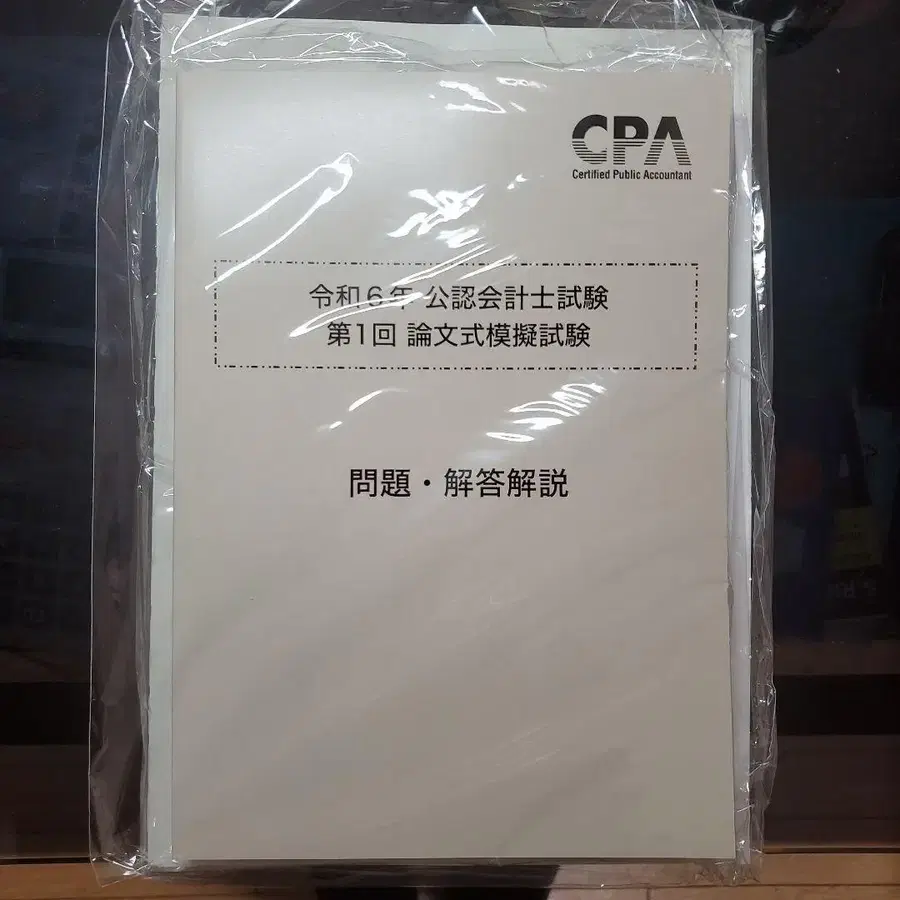 CPA
Certified Public Accountant
令和6年 公認会計士試験
第1回 論文式模擬試験
問題・解答解説